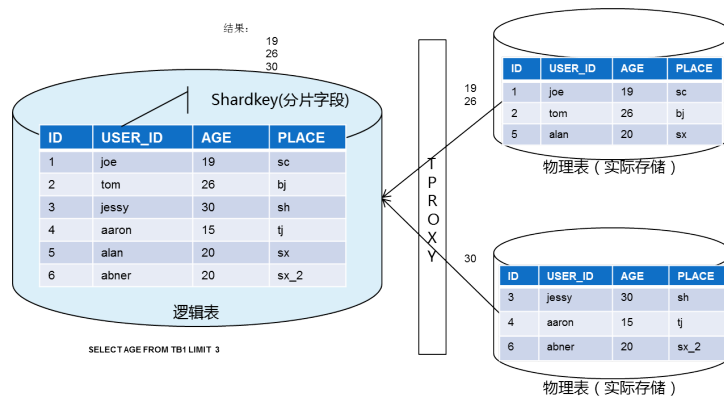 结果:
19
26
30
Shardkey(分片字段)
ID USER_ID AGE PLACE
1 joe 19 sc
2 tom 26 bj
3 jessy 30 sh
4 aaron 15 tj
5 alan 20 sx
6 abner 20 sx_2
逻辑表
SELECT AGE FROM TB1 LIMIT 3
TPROXY
19
26
30
ID USER_ID AGE PLACE
1 joe 19 sc
2 tom 26 bj
5 alan 20 sx
物理表（实际存储）
ID USER_ID AGE PLACE
3 jessy 30 sh
4 aaron 15 tj
6 abner 20 sx_2
物理表（实际存储）